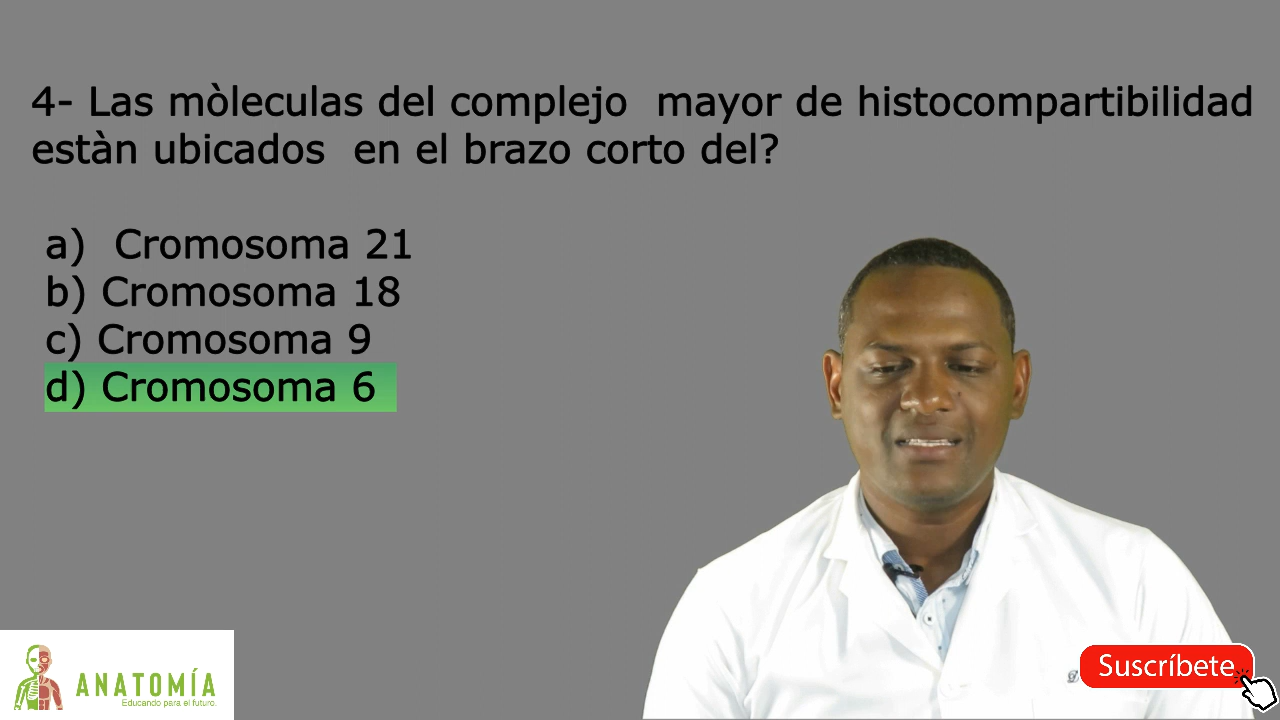 4- Las mòleculas del complejo mayor de histocompartibilidad
estàn ubicados en el brazo corto del?
a) Cromosoma 21
b) Cromosoma 18
c) Cromosoma 9
d) Cromosoma 6
ANATOMÍA
Educando para el futuro.
Suscríbete